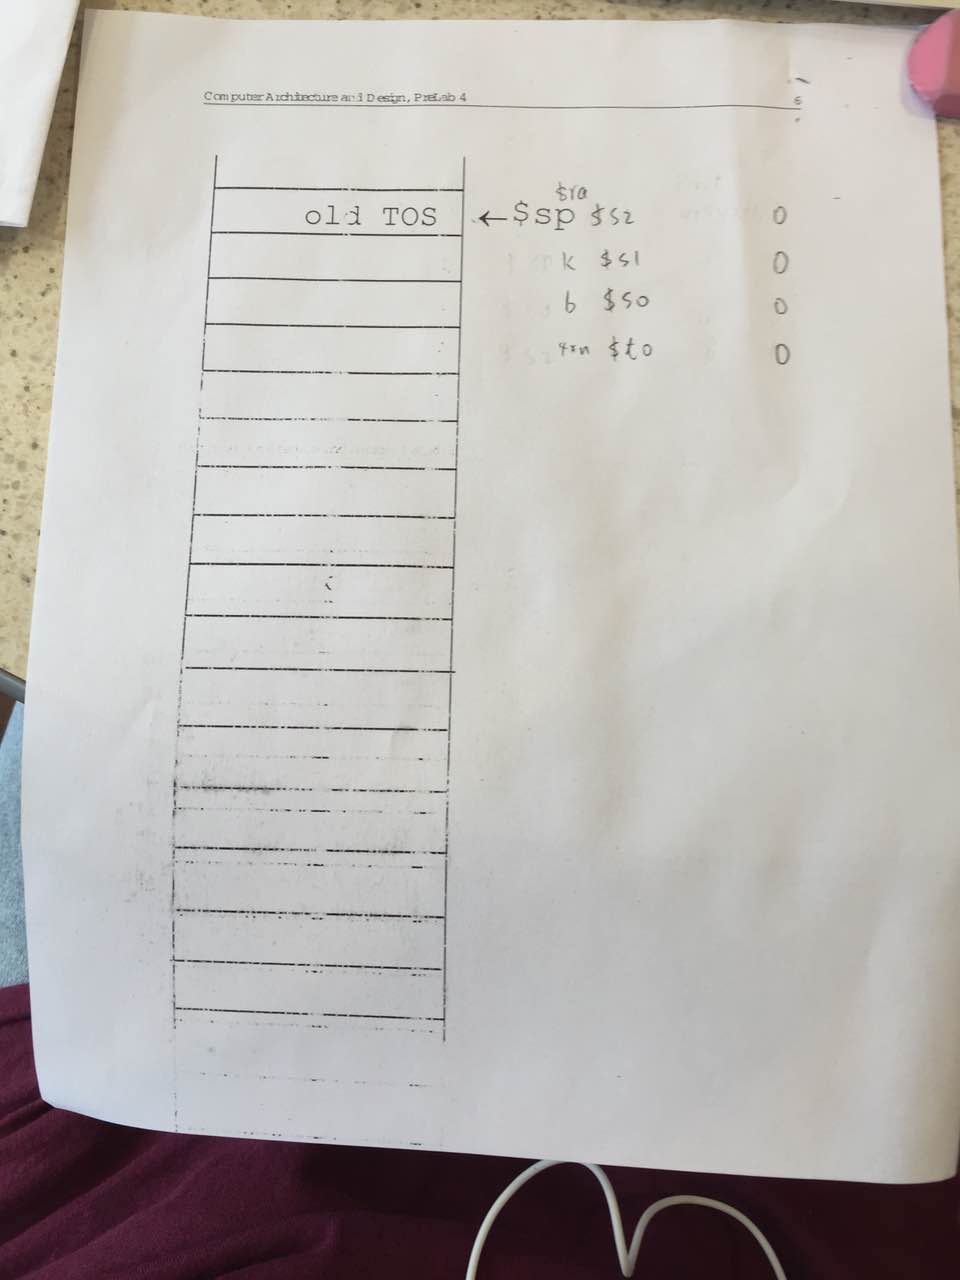 Computer Architecture and Design, PreLab 4
6
$ra
old TOS ←$sp $s2 0
k $s1 0
b $s0 0
4xn $t0 0